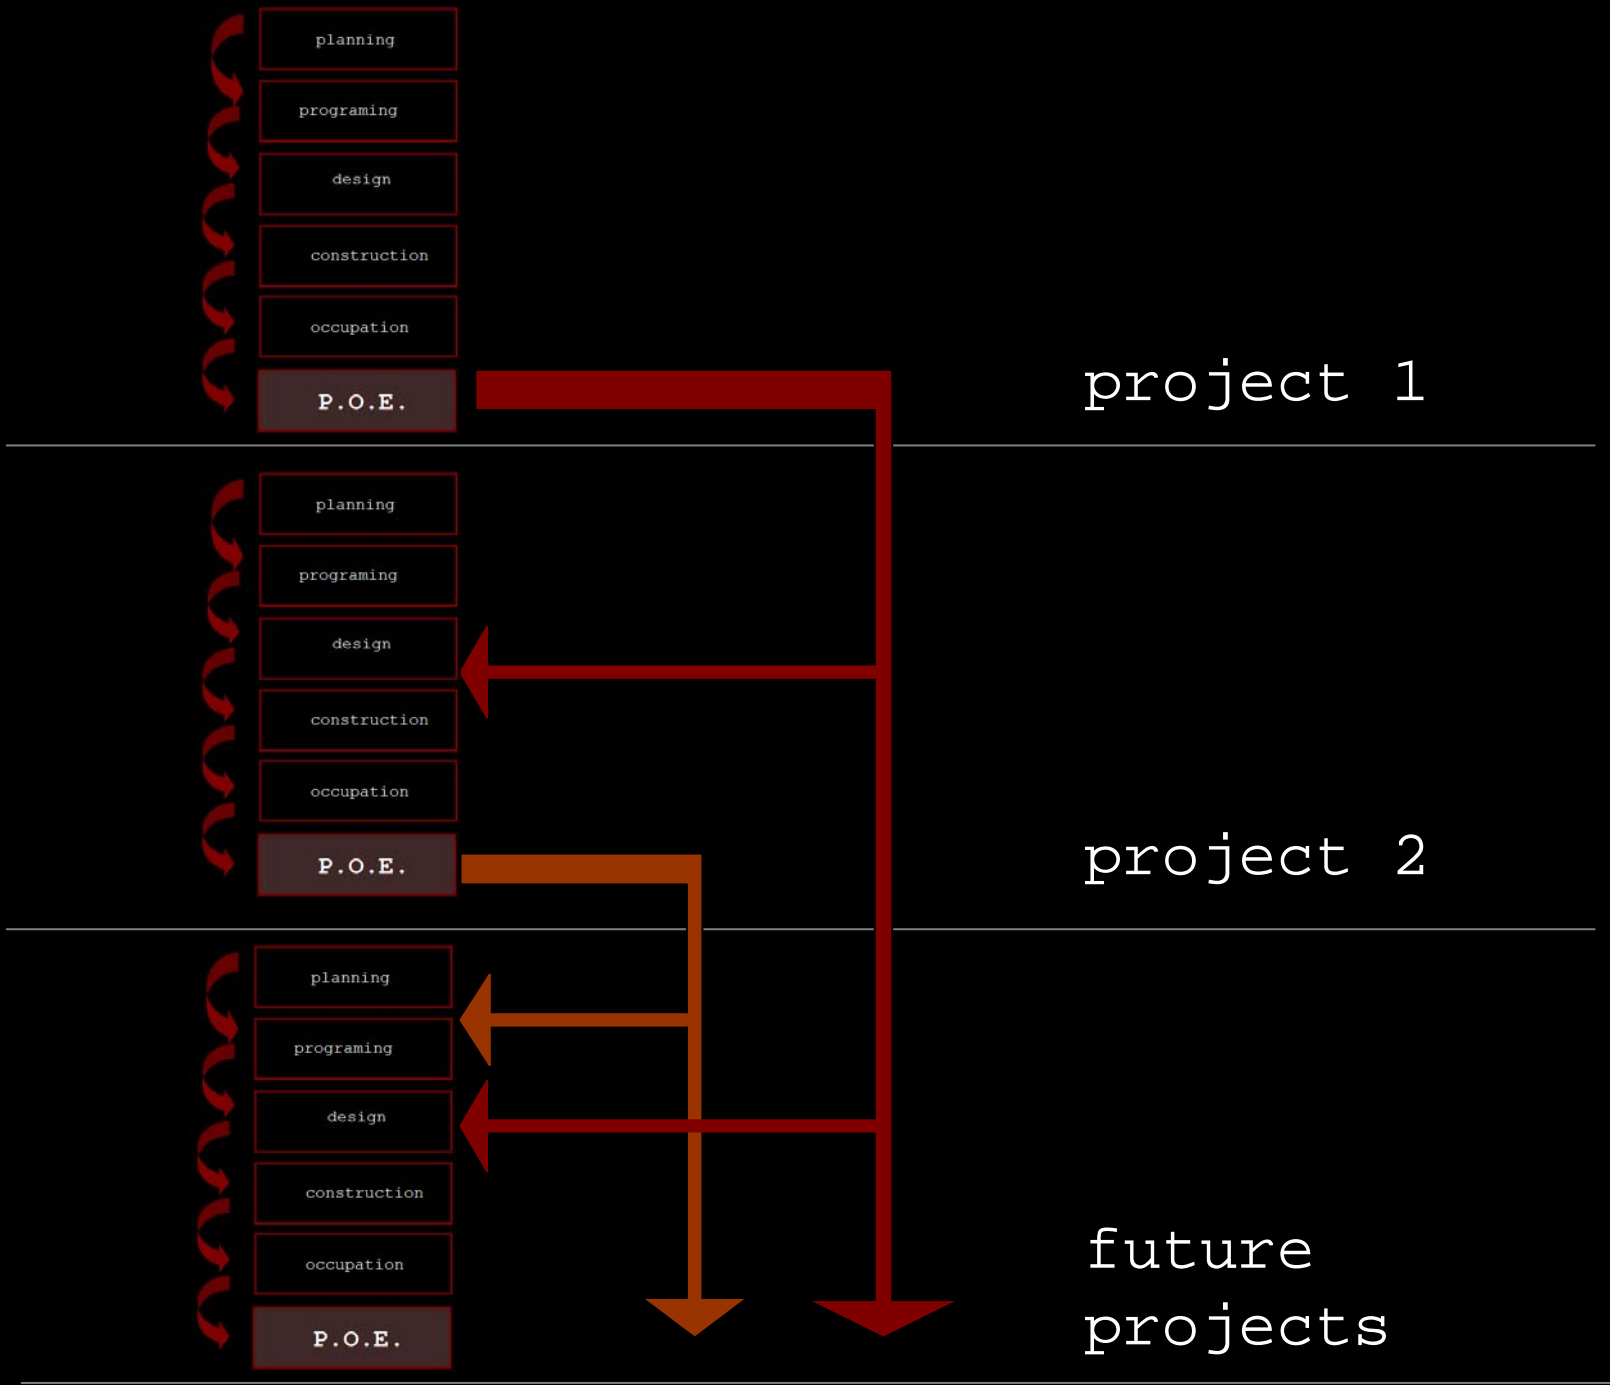 planning
programing
design
construction
occupation
P.O.E.
project 1
planning
programing
design
construction
occupation
P.O.E.
project 2
planning
programing
design
construction
occupation
P.O.E.
future
projects